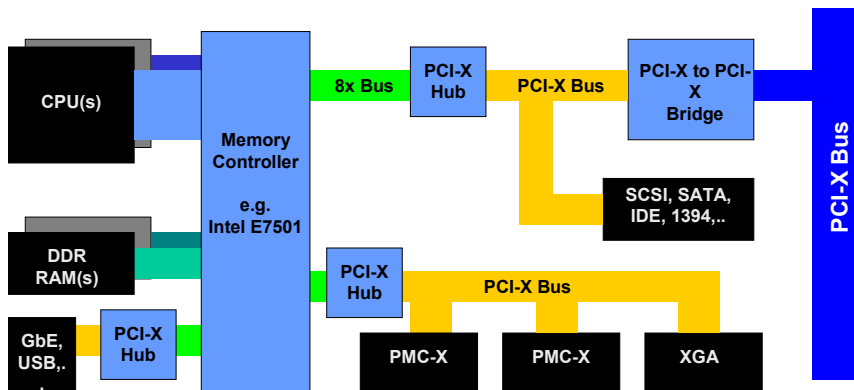 CPU(s)
Memory
Controller
e.g.
Intel E7501
8x Bus
PCI-X
Hub
PCI-X Bus
PCI-X to PCI-
X
Bridge
PCI-X Bus
SCSI, SATA,
IDE, 1394,..
DDR
RAM(s)
PCI-X
Hub
PCI-X Bus
GbE,
USB,.
.
PCI-X
Hub
PMC-X
PMC-X
XGA